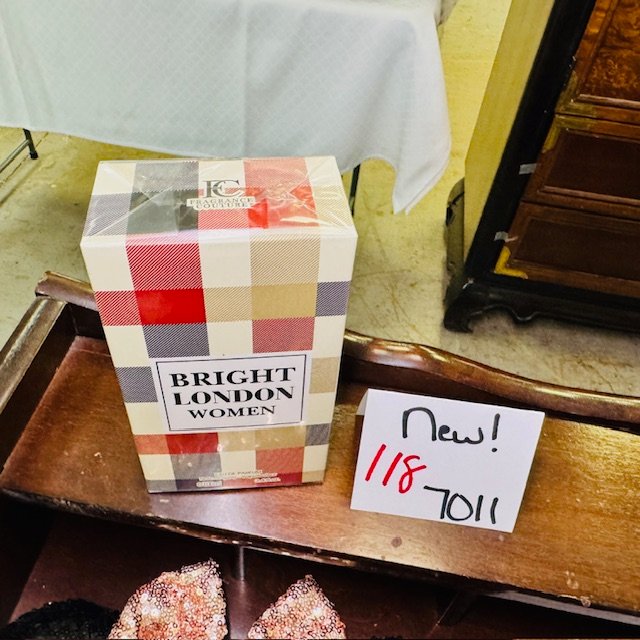 FC
FRAGRANCE
COUTURE
BRIGHT
LONDON
WOMEN
New!
118
7011